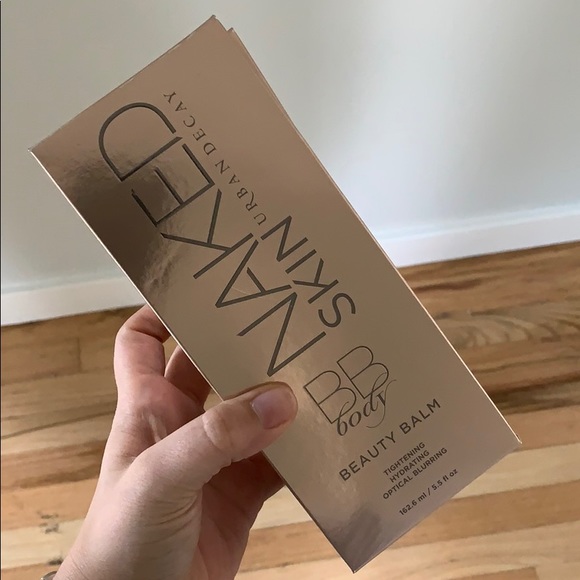 NAKED
URBAN DECAY
SKIN
BB
body
BEAUTY BALM
TIGHTENING
HYDRATING
OPTICAL BLURRING
162.6 ml / 5.5 fl oz